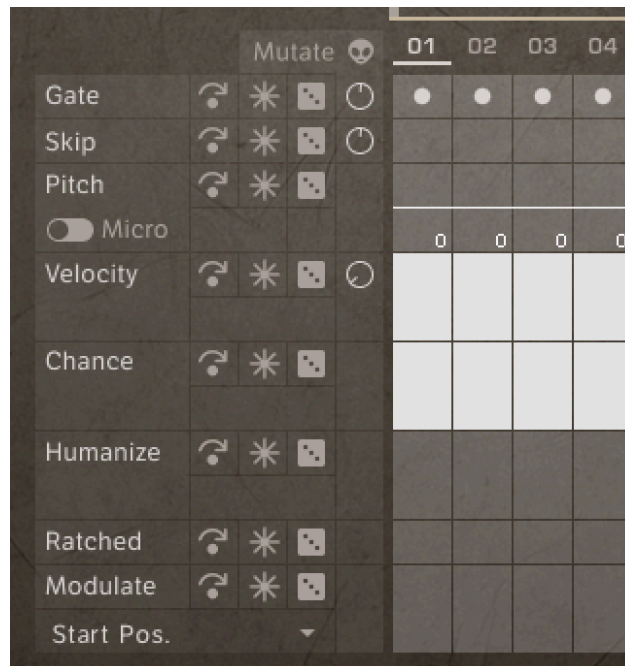 Mutate 01 02 03 04
Gate
Skip
Pitch
Micro 0 0 0 0
Velocity
Chance
Humanize
Ratched
Modulate
Start Pos.